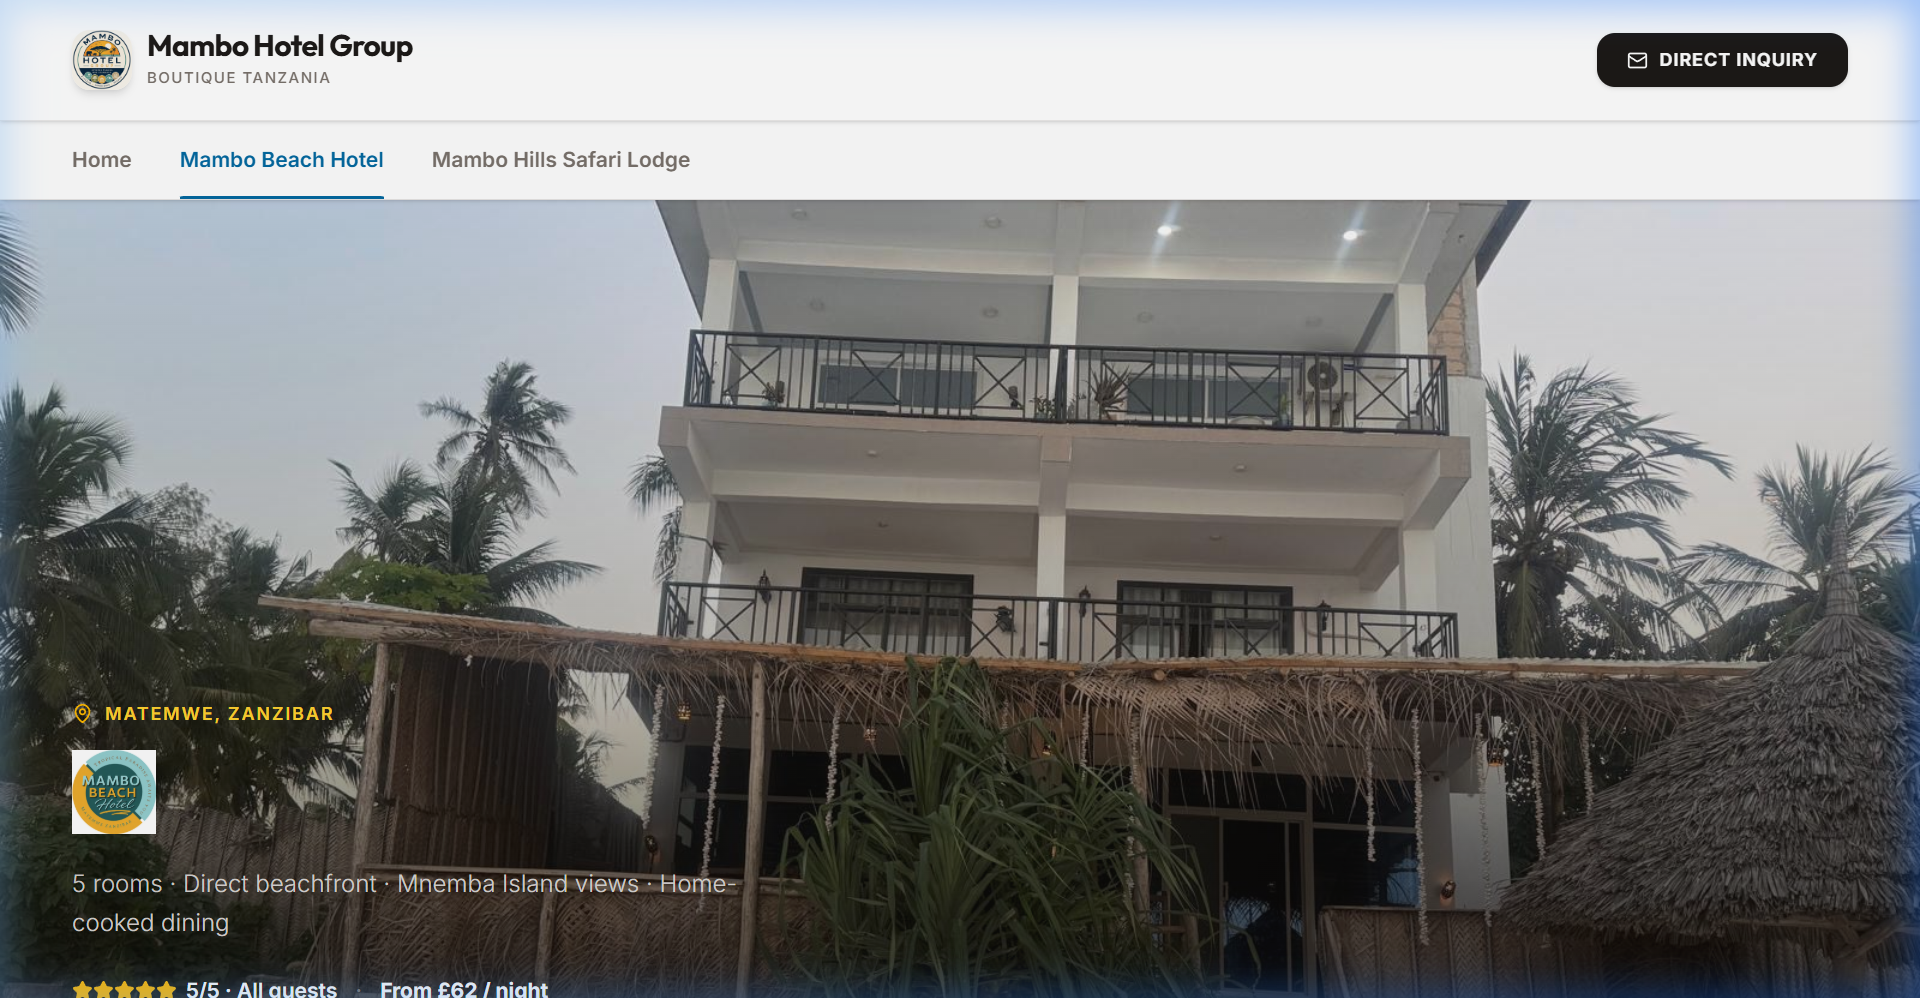 MAMBO
HOTEL
Mambo Hotel Group
BOUTIQUE TANZANIA
DIRECT INQUIRY
Home
Mambo Beach Hotel
Mambo Hills Safari Lodge
MATEMWE, ZANZIBAR
MAMBO
BEACH
Hotel
5 rooms · Direct beachfront · Mnemba Island views · Home-
cooked dining
5/5 · All guests · From £62 / night